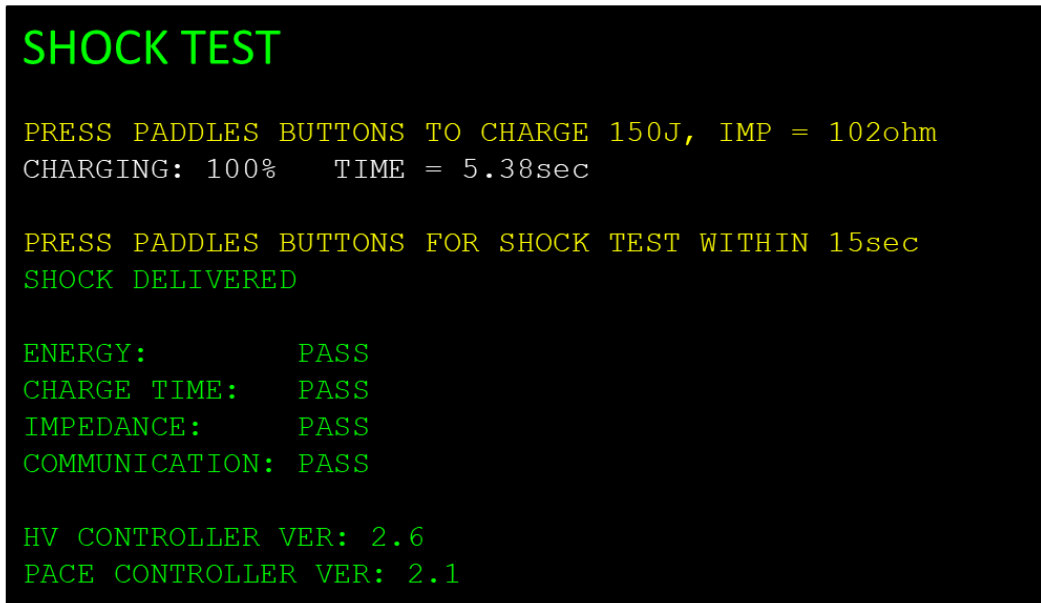 SHOCK TEST
PRESS PADDLES BUTTONS TO CHARGE 150J, IMP = 102ohm
CHARGING: 100% TIME = 5.38sec
PRESS PADDLES BUTTONS FOR SHOCK TEST WITHIN 15sec
SHOCK DELIVERED
ENERGY: PASS
CHARGE TIME: PASS
IMPEDANCE: PASS
COMMUNICATION: PASS
HV CONTROLLER VER: 2.6
PACE CONTROLLER VER: 2.1